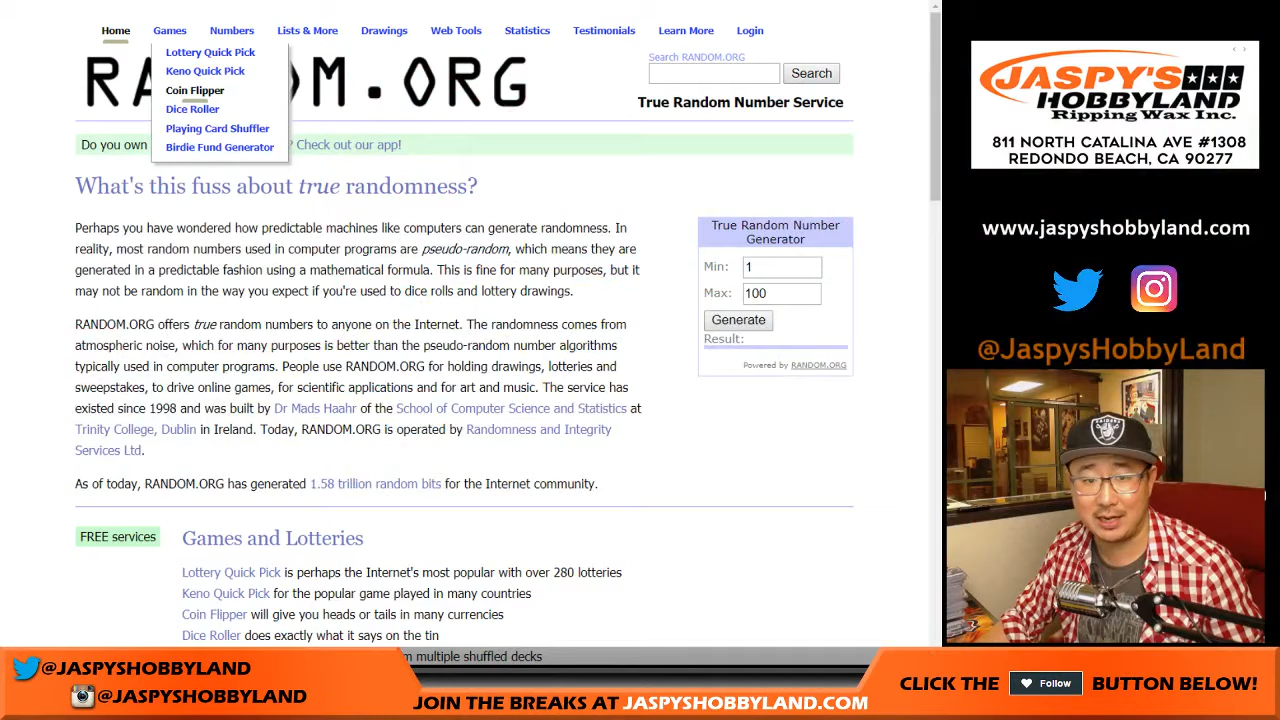 Home Games Numbers Lists & More Drawings Web Tools Statistics Testimonials Learn More Login
Lottery Quick Pick
Keno Quick Pick
Coin Flipper
Dice Roller
Playing Card Shuffler
Birdie Fund Generator
RA M.ORG
Search RANDOM.ORG
Search
True Random Number Service
Do you own ? Check out our app!
What's this fuss about true randomness?
Perhaps you have wondered how predictable machines like computers can generate randomness. In
reality, most random numbers used in computer programs are pseudo-random, which means they are
generated in a predictable fashion using a mathematical formula. This is fine for many purposes, but it
may not be random in the way you expect if you're used to dice rolls and lottery drawings.
RANDOM.ORG offers true random numbers to anyone on the Internet. The randomness comes from
atmospheric noise, which for many purposes is better than the pseudo-random number algorithms
typically used in computer programs. People use RANDOM.ORG for holding drawings, lotteries and
sweepstakes, to drive online games, for scientific applications and for art and music. The service has
existed since 1998 and was built by Dr Mads Haahr of the School of Computer Science and Statistics at
Trinity College, Dublin in Ireland. Today, RANDOM.ORG is operated by Randomness and Integrity
Services Ltd.
As of today, RANDOM.ORG has generated 1.58 trillion random bits for the Internet community.
True Random Number
Generator
Min: 1
Max: 100
Generate
Result:
Powered by RANDOM.ORG
FREE services
Games and Lotteries
Lottery Quick Pick is perhaps the Internet's most popular with over 280 lotteries
Keno Quick Pick for the popular game played in many countries
Coin Flipper will give you heads or tails in many currencies
Dice Roller does exactly what it says on the tin
m multiple shuffled decks
JASPY'S
HOBBYLAND
Ripping Wax Inc.
811 NORTH CATALINA AVE #1308
REDONDO BEACH, CA 90277
www.jaspyshobbyland.com
@JaspysHobbyLand
RAIDERS
@JASPYSHOBBYLAND
@JASPYSHOBBYLAND
JOIN THE BREAKS AT JASPYSHOBBYLAND.COM
CLICK THE Follow BUTTON BELOW!